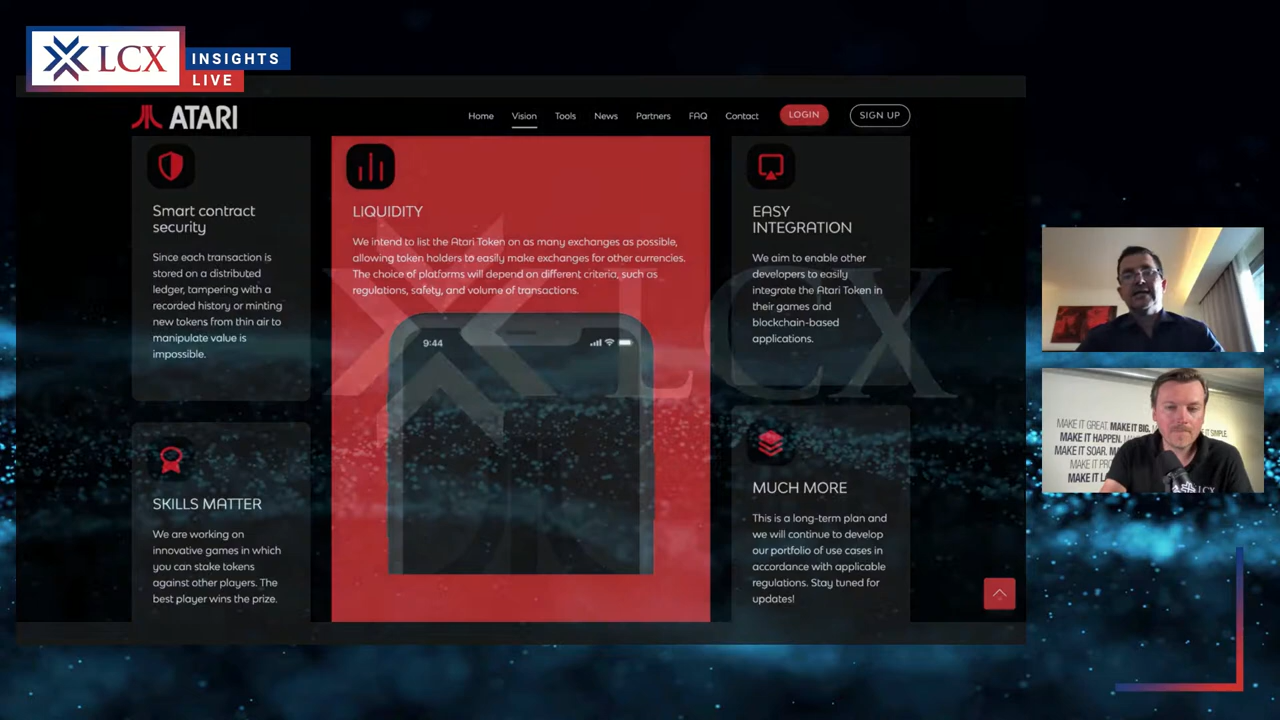 LCX
INSIGHTS
LIVE
ATARI
Home Vision Tools News Partners FAQ Contact LOGIN SIGN UP
Smart contract
security
Since each transaction is
stored on a distributed
ledger, tampering with a
recorded history or minting
new tokens from thin air to
manipulate value is
impossible.
SKILLS MATTER
We are working on
innovative games in which
you can stake tokens
against other players. The
best player wins the prize.
LIQUIDITY
We intend to list the Atari Token on as many exchanges as possible,
allowing token holders to easily make exchanges for other currencies.
The choice of platforms will depend on different criteria, such as
regulations, safety, and volume of transactions.
9:44
LCX
EASY
INTEGRATION
We aim to enable other
developers to easily
integrate the Atari Token in
their games and
blockchain-based
applications.
MUCH MORE
This is a long-term plan and
we will continue to develop
our portfolio of use cases in
accordance with applicable
regulations. Stay tuned for
updates!
MAKE IT GREAT. MAKE IT BIG.
MAKE IT HAPPEN. IT SIMPLE
MAKE IT SOAR.
MAKE IT
MAKE IT
LCX